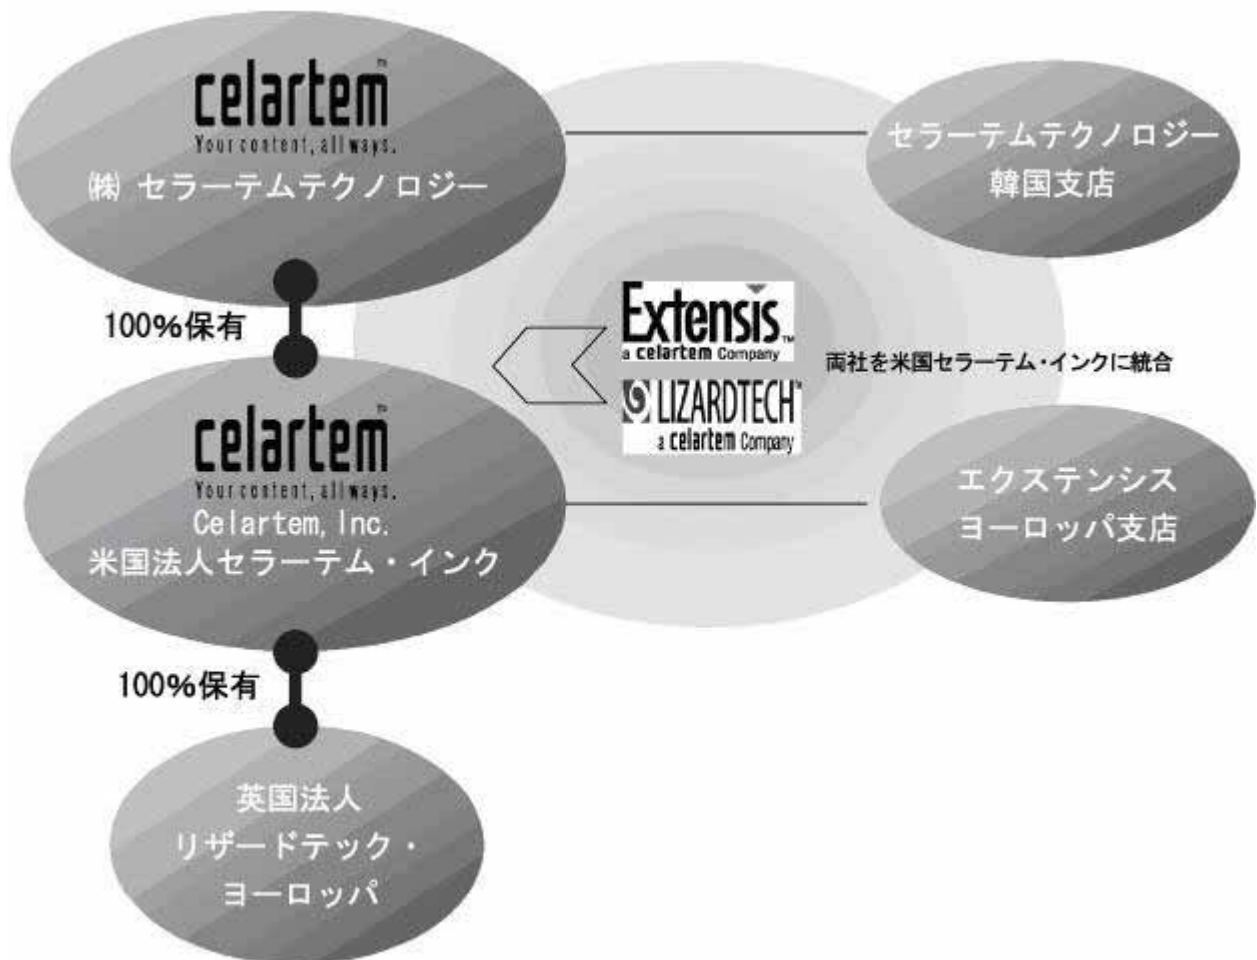 celartem™
Your content, all ways.
㈱ セラーテムテクノロジー
セラーテムテクノロジー
韓国支店
100%保有
Extensis™
a celartem Company
LIZARDTECH™
a celartem Company
両社を米国セラーテム・インクに統合
celartem™
Your content, all ways.
Celartem, Inc.
米国法人セラーテム・インク
エクステンシス
ヨーロッパ支店
100%保有
英国法人
リザードテック・
ヨーロッパ